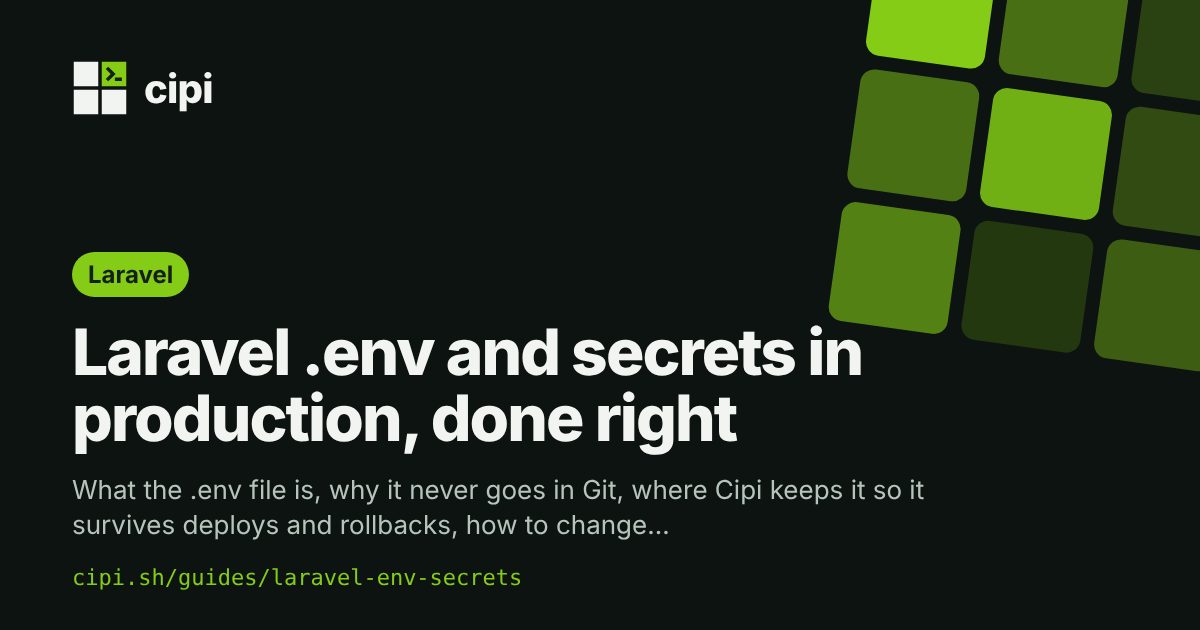 cipi
Laravel
Laravel .env and secrets in
production, done right
What the .env file is, why it never goes in Git, where Cipi keeps it so it
survives deploys and rollbacks, how to change...
cipi.sh/guides/laravel-env-secrets